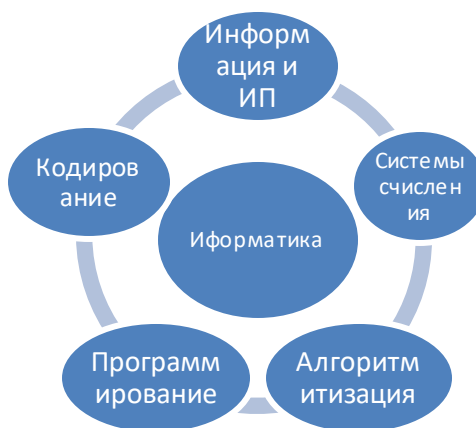 Информ
ация и
ИП
Системы
счислен
ия
Алгоритм
итизация
Программ
ирование
Кодиров
ание
Иформатика